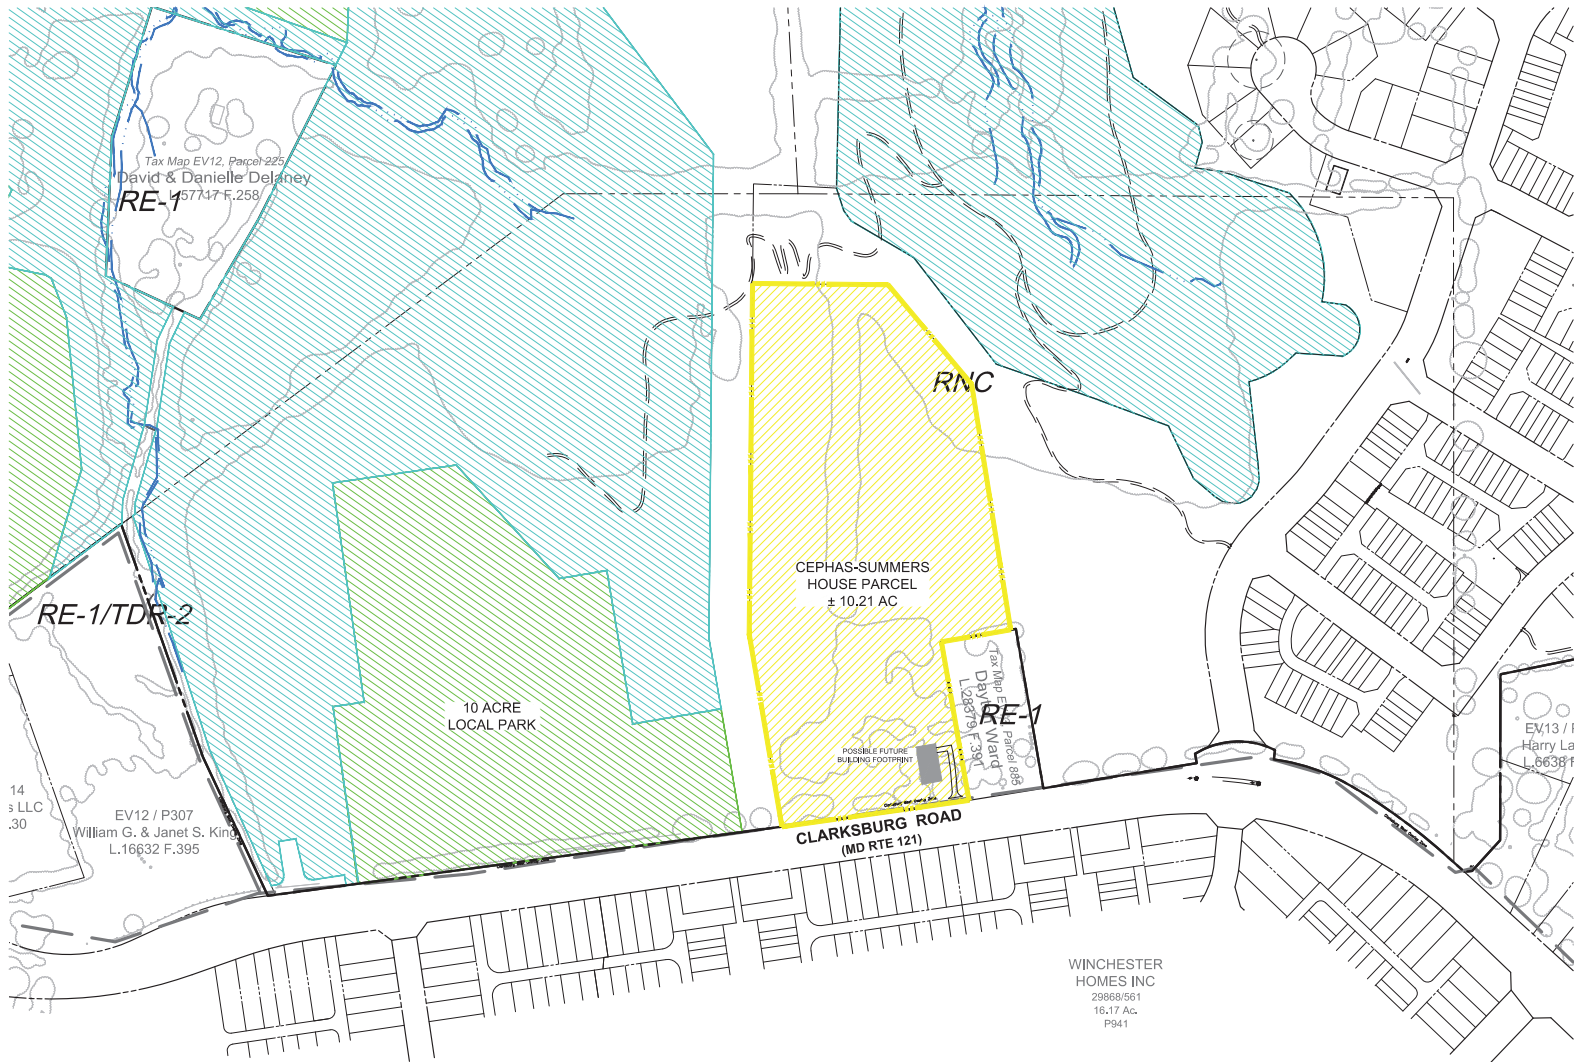 Tax Map EV12, Parcel 225
David & Danielle Delaney
L.57717 F.258
RE-1
RNC
CEPHAS-SUMMERS
HOUSE PARCEL
± 10.21 AC
RE-1/TDR-2
10 ACRE
LOCAL PARK
Tax Map Parcel 885
Ward
L.28379 F.391
RE-1
POSSIBLE FUTURE
BUILDING FOOTPRINT
CLARKSBURG ROAD
(MD RTE 121)
14
LLC
.30
EV12 / P307
William G. & Janet S. King
L.16632 F.395
EV13 /
Harry La
L.6638
WINCHESTER
HOMES INC
29868/561
16.17 Ac.
P941